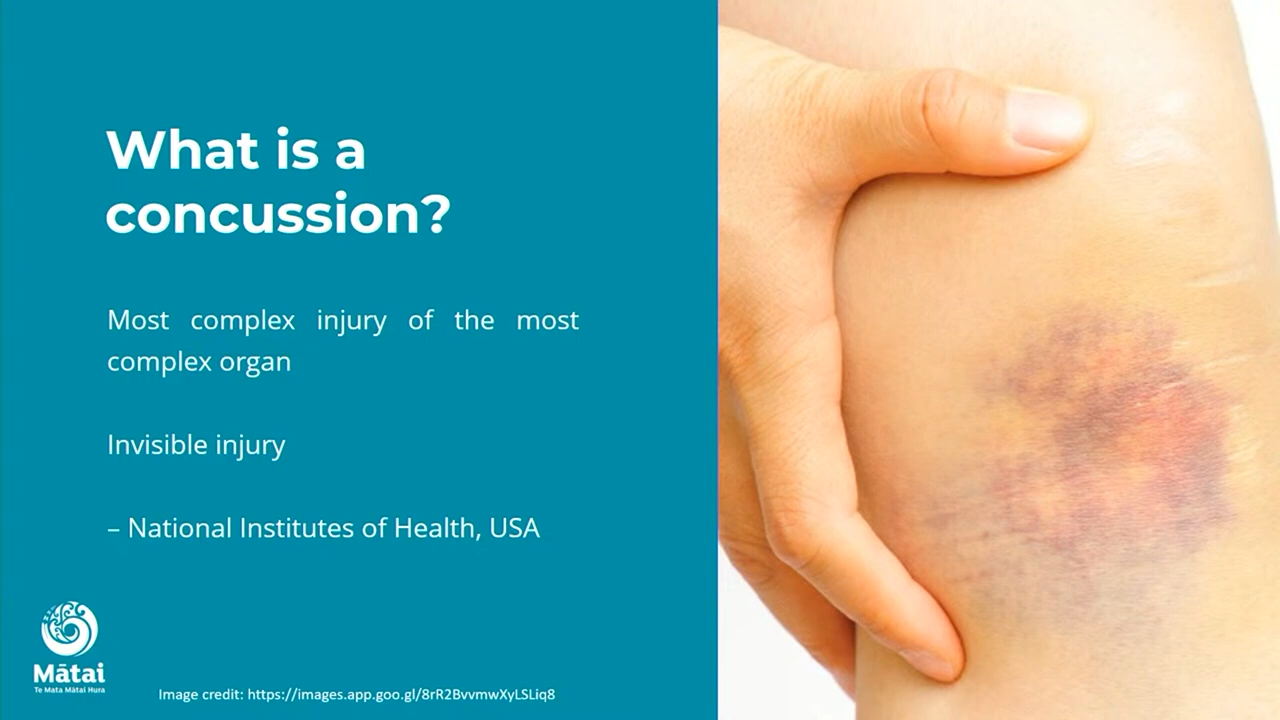 What is a
concussion?
Most complex injury of the most
complex organ
Invisible injury
– National Institutes of Health, USA
Mātai
Te Mata Mātai Hura
Image credit: https://images.app.goo.gl/8rR2BvvmwXyLSLiq8